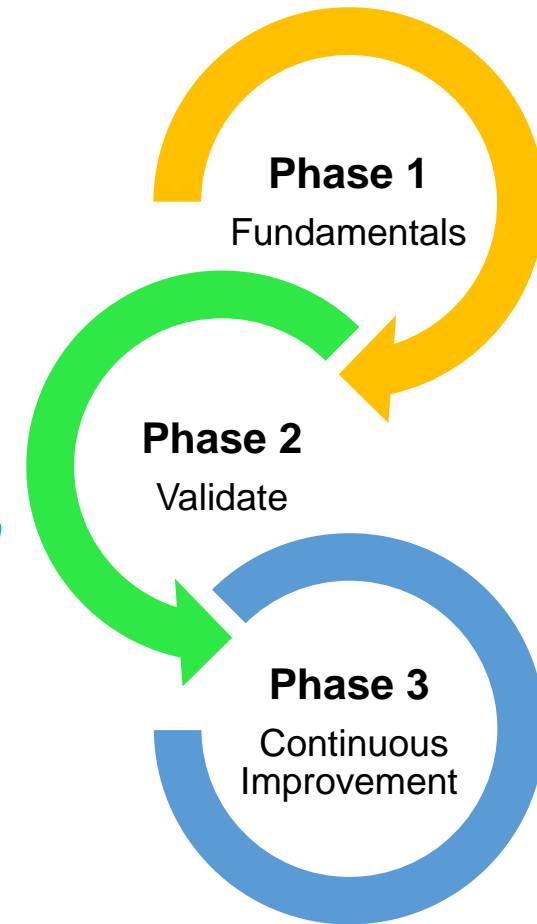 Phase 1
Fundamentals
Phase 2
Validate
Phase 3
Continuous
Improvement